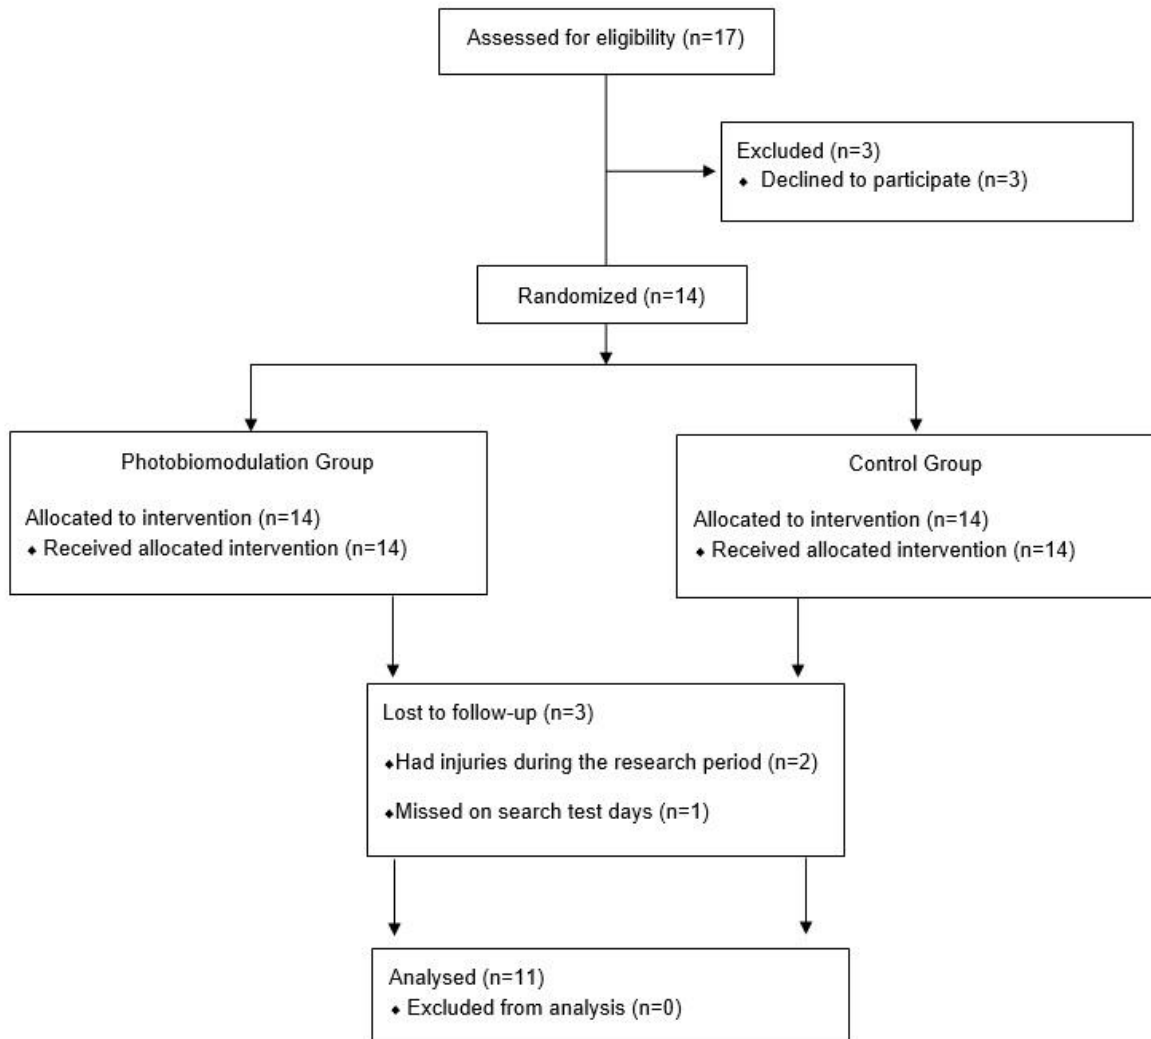 Assessed for eligibility (n=17)
Excluded (n=3)
⬥ Declined to participate (n=3)
Randomized (n=14)
Photobiomodulation Group
Allocated to intervention (n=14)
⬥ Received allocated intervention (n=14)
Control Group
Allocated to intervention (n=14)
⬥ Received allocated intervention (n=14)
Lost to follow-up (n=3)
⬥Had injuries during the research period (n=2)
⬥Missed on search test days (n=1)
Analysed (n=11)
⬥ Excluded from analysis (n=0)